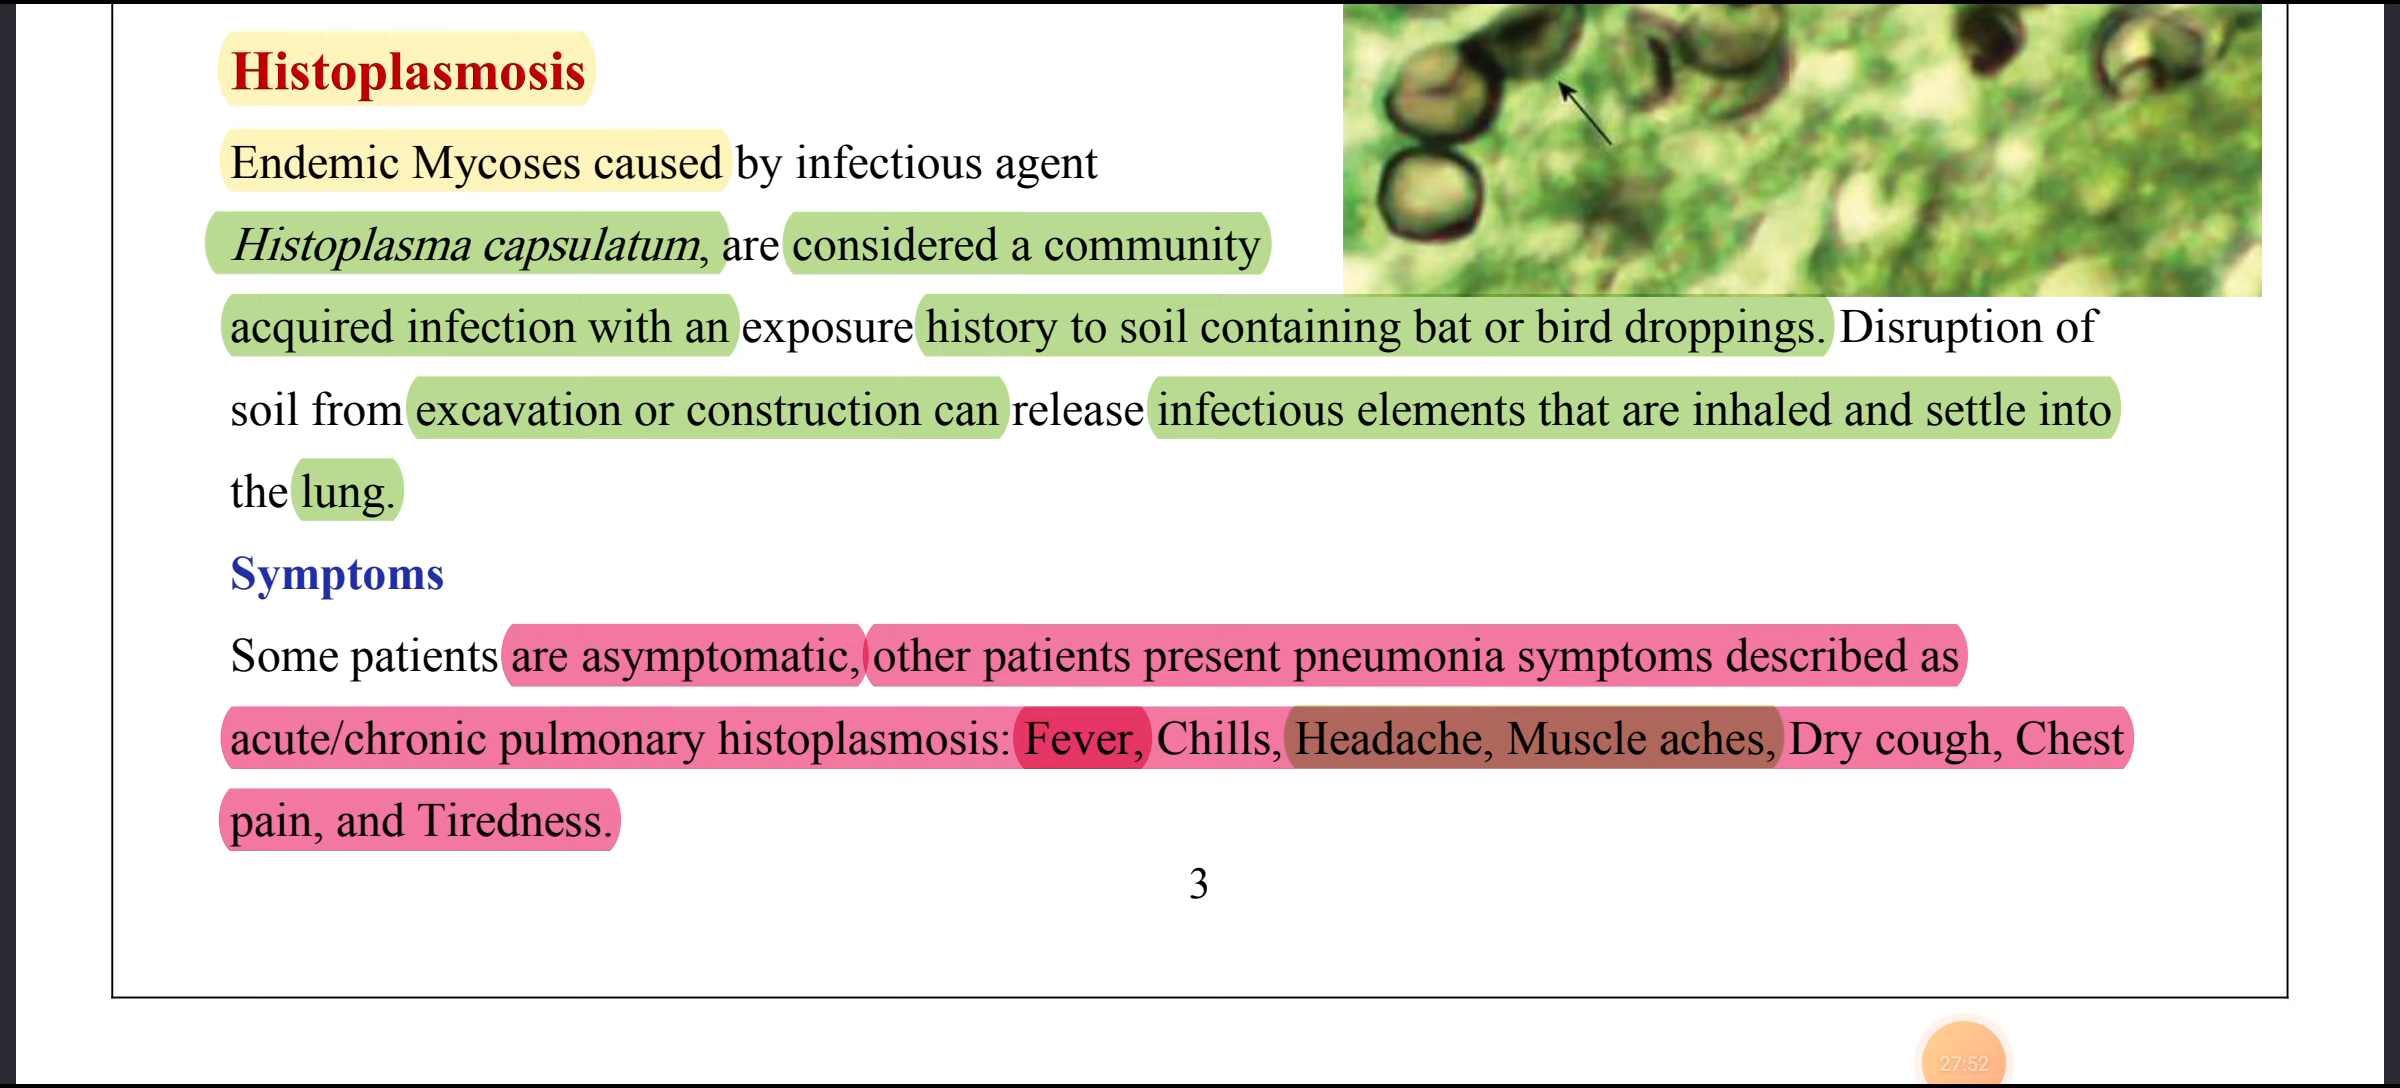 Histoplasmosis
Endemic Mycoses caused by infectious agent
Histoplasma capsulatum, are considered a community
acquired infection with an exposure history to soil containing bat or bird droppings. Disruption of
soil from excavation or construction can release infectious elements that are inhaled and settle into
the lung.
Symptoms
Some patients are asymptomatic, other patients present pneumonia symptoms described as
acute/chronic pulmonary histoplasmosis: Fever, Chills, Headache, Muscle aches, Dry cough, Chest
pain, and Tiredness.
3
27:52